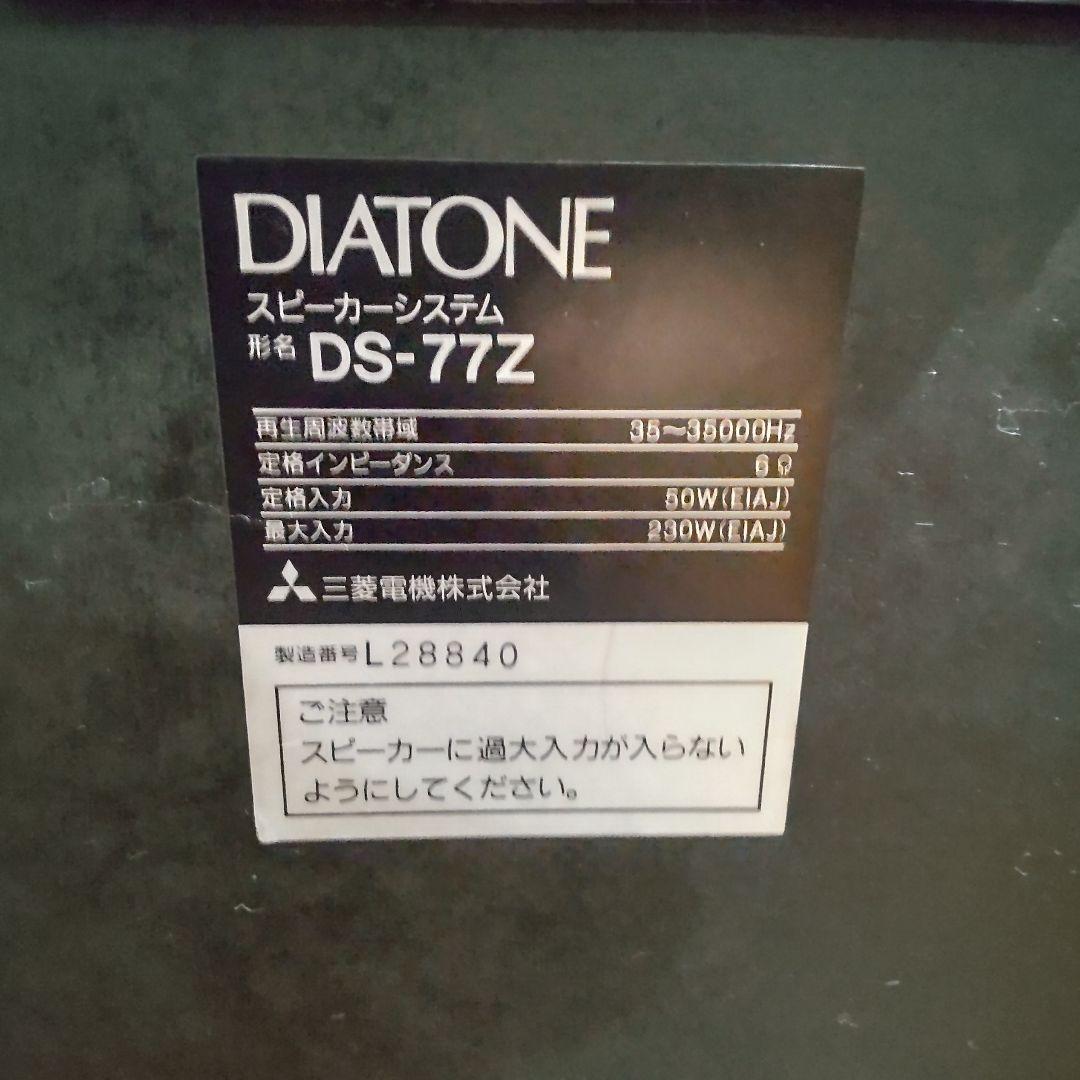 DIATONE
スピーカーシステム
形名 DS-77Z
再生周波数帯域 35〜35000Hz
定格インピーダンス 6Ω
定格入力 50W(EIAJ)
最大入力 230W(EIAJ)
三菱電機株式会社
製造番号 L28840
ご注意
スピーカーに過大入力が入らない
ようにしてください。